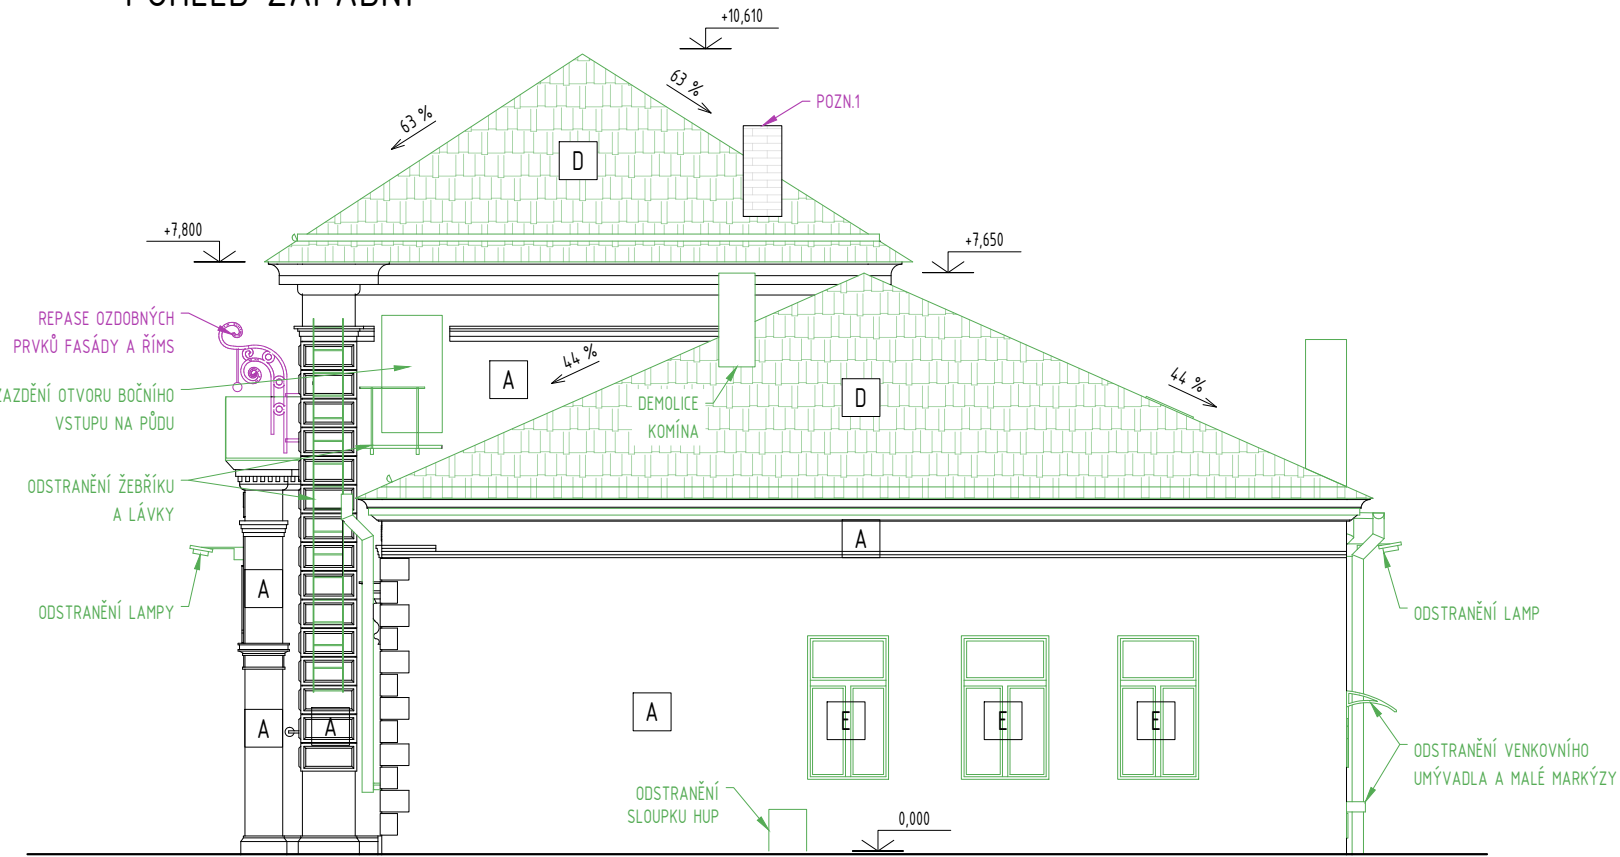 POHLED ZÁPADNÍ
+10,610
63 %
63 %
POZN.1
D
+7,800
+7,650
REPASE OZDOBNÝCH
PRVKŮ FASÁDY A ŘÍMS
44 %
A
44 %
D
ZAZDĚNÍ OTVORU BOČNÍHO
VSTUPU NA PŮDU
DEMOLICE
KOMÍNA
ODSTRANĚNÍ ŽEBŘÍKU
A LÁVKY
A
A
ODSTRANĚNÍ LAMPY
ODSTRANĚNÍ LAMP
A
A
A
E
E
E
ODSTRANĚNÍ VENKOVNÍHO
UMÝVADLA A MALÉ MARKÝZY
ODSTRANĚNÍ
SLOUPKU HUP
0,000